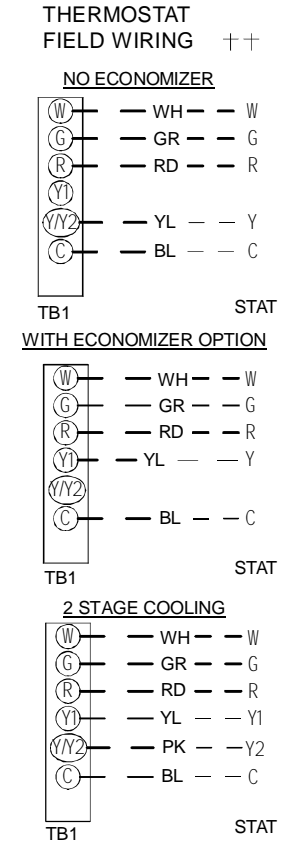 THERMOSTAT
FIELD WIRING ++
NO ECONOMIZER
W WH W
G GR G
R RD R
Y1
Y/Y2 YL Y
C BL C
TB1 STAT
WITH ECONOMIZER OPTION
W WH W
G GR G
R RD R
Y1 YL Y
Y/Y2
C BL C
TB1 STAT
2 STAGE COOLING
W WH W
G GR G
R RD R
Y1 YL Y1
Y/Y2 PK Y2
C BL C
TB1 STAT